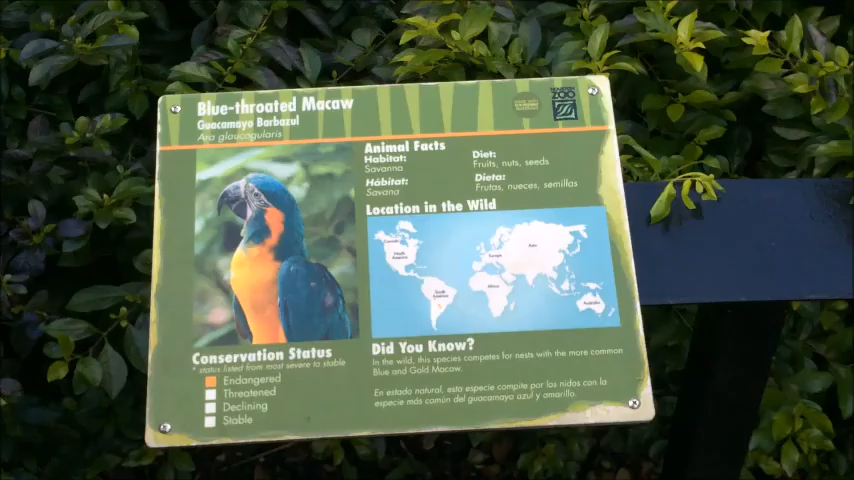 Blue-throated Macaw
Guacamayo Barbazul
Ara glaucogularis
HOUSTON
ZOO
Animal Facts
Habitat:
Savanna
Hábitat:
Savana
Diet:
Fruits, nuts, seeds
Dieta:
Frutas, nueces, semillas
Location in the Wild
Canada
North
America
South
America
Europe
Asia
Africa
Australia
Conservation Status
* status listed from most severe to stable
Endangered
Threatened
Declining
Stable
Did You Know?
In the wild, this species competes for nests with the more common
Blue and Gold Macaw.
En estado natural, esta especie compite por los nidos con la
especie más común del guacamayo azul y amarillo.